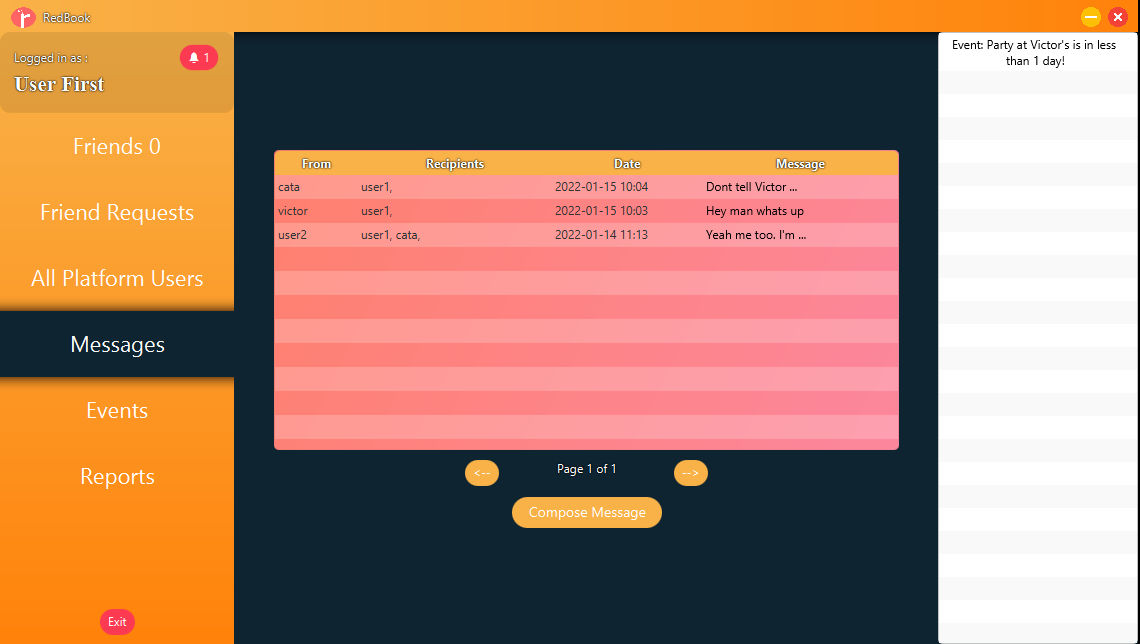 RedBook
Logged in as :
1
User First
Friends 0
Friend Requests
All Platform Users
Messages
Events
Reports
Exit
From Recipients Date Message
cata user1, 2022-01-15 10:04 Dont tell Victor ...
victor user1, 2022-01-15 10:03 Hey man whats up
user2 user1, cata, 2022-01-14 11:13 Yeah me too. I'm ...
<-- Page 1 of 1 -->
Compose Message
Event: Party at Victor's is in less
than 1 day!